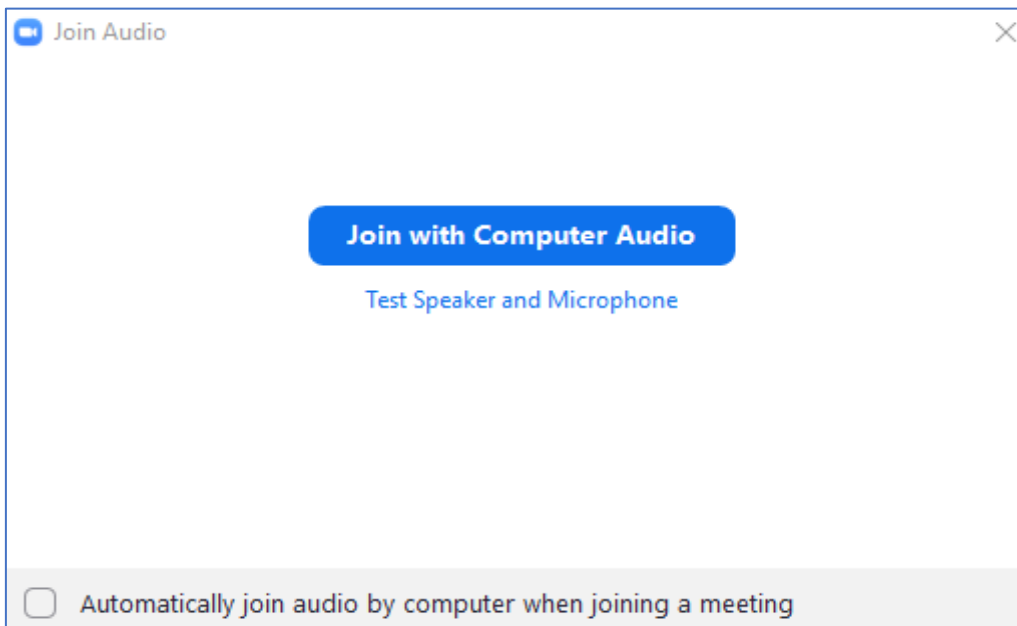 Join Audio
Join with Computer Audio
Test Speaker and Microphone
Automatically join audio by computer when joining a meeting